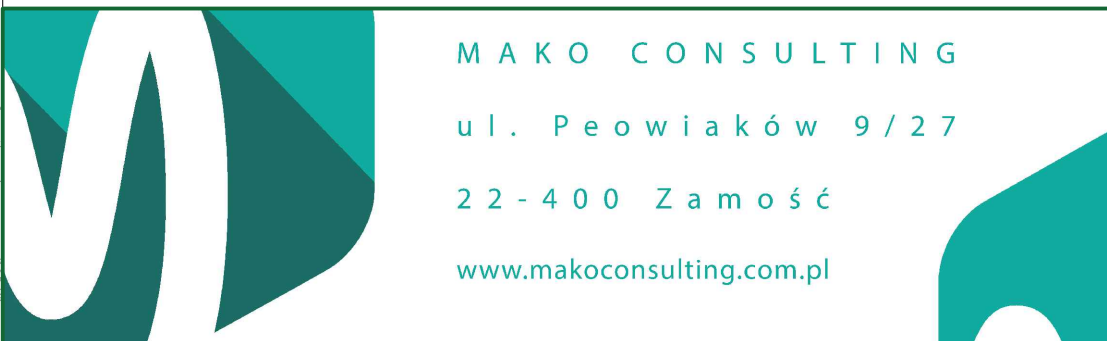 MAKO CONSULTING
ul. Peowiaków 9/27
22-400 Zamość
www.makoconsulting.com.pl